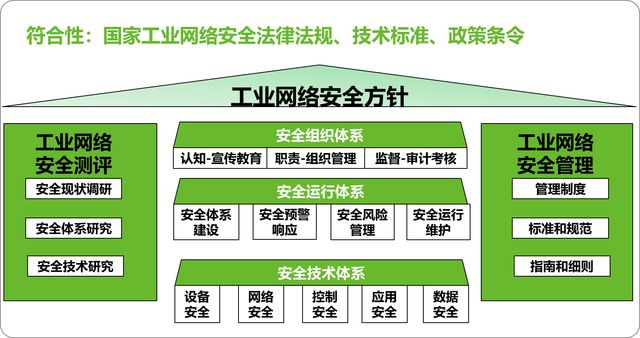 符合性：国家工业网络安全法律法规、技术标准、政策条令
工业网络安全方针
工业网络
安全测评
安全现状调研
安全体系研究
安全技术研究
安全组织体系
认知-宣传教育
职责-组织管理
监督-审计考核
安全运行体系
安全体系
建设
安全预警
响应
安全风险
管理
安全运行
维护
安全技术体系
设备
安全
网络
安全
控制
安全
应用
安全
数据
安全
工业网络
安全管理
管理制度
标准和规范
指南和细则